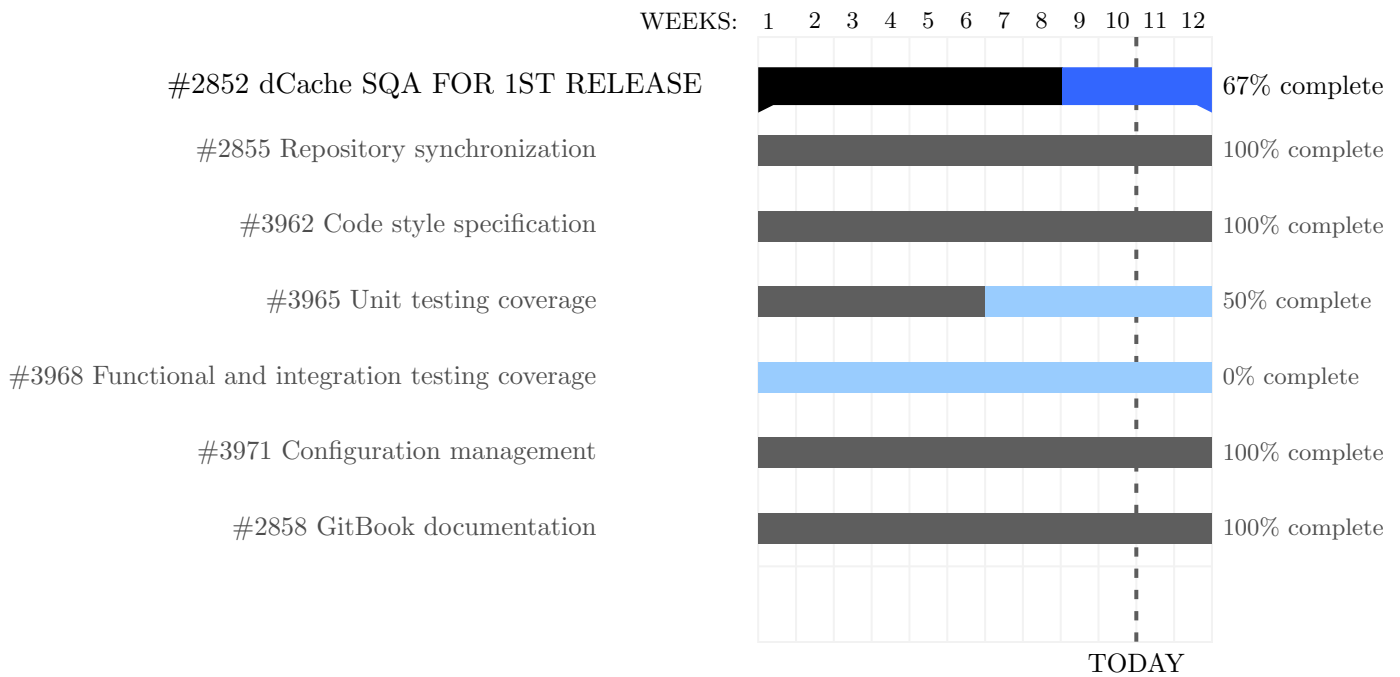 WEEKS: 1 2 3 4 5 6 7 8 9 10 11 12
#2852 dCache SQA FOR 1ST RELEASE 67% complete
#2855 Repository synchronization 100% complete
#3962 Code style specification 100% complete
#3965 Unit testing coverage 50% complete
#3968 Functional and integration testing coverage 0% complete
#3971 Configuration management 100% complete
#2858 GitBook documentation 100% complete
TODAY